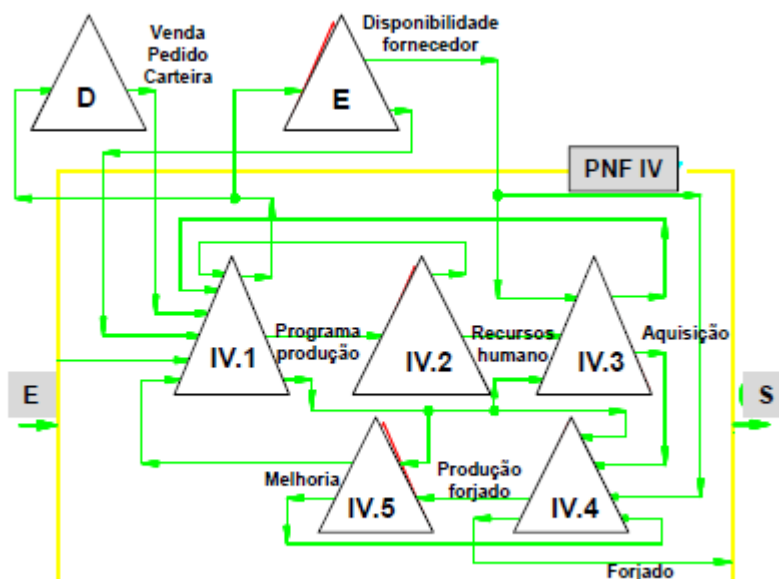 Venda
Pedido
Carteira
Disponibilidade
fornecedor
D
E
PNF IV
Programa
produção
Recursos
humano
Aquisição
IV.1
IV.2
IV.3
E
S
Melhoria
Produção
forjado
IV.5
IV.4
Forjado